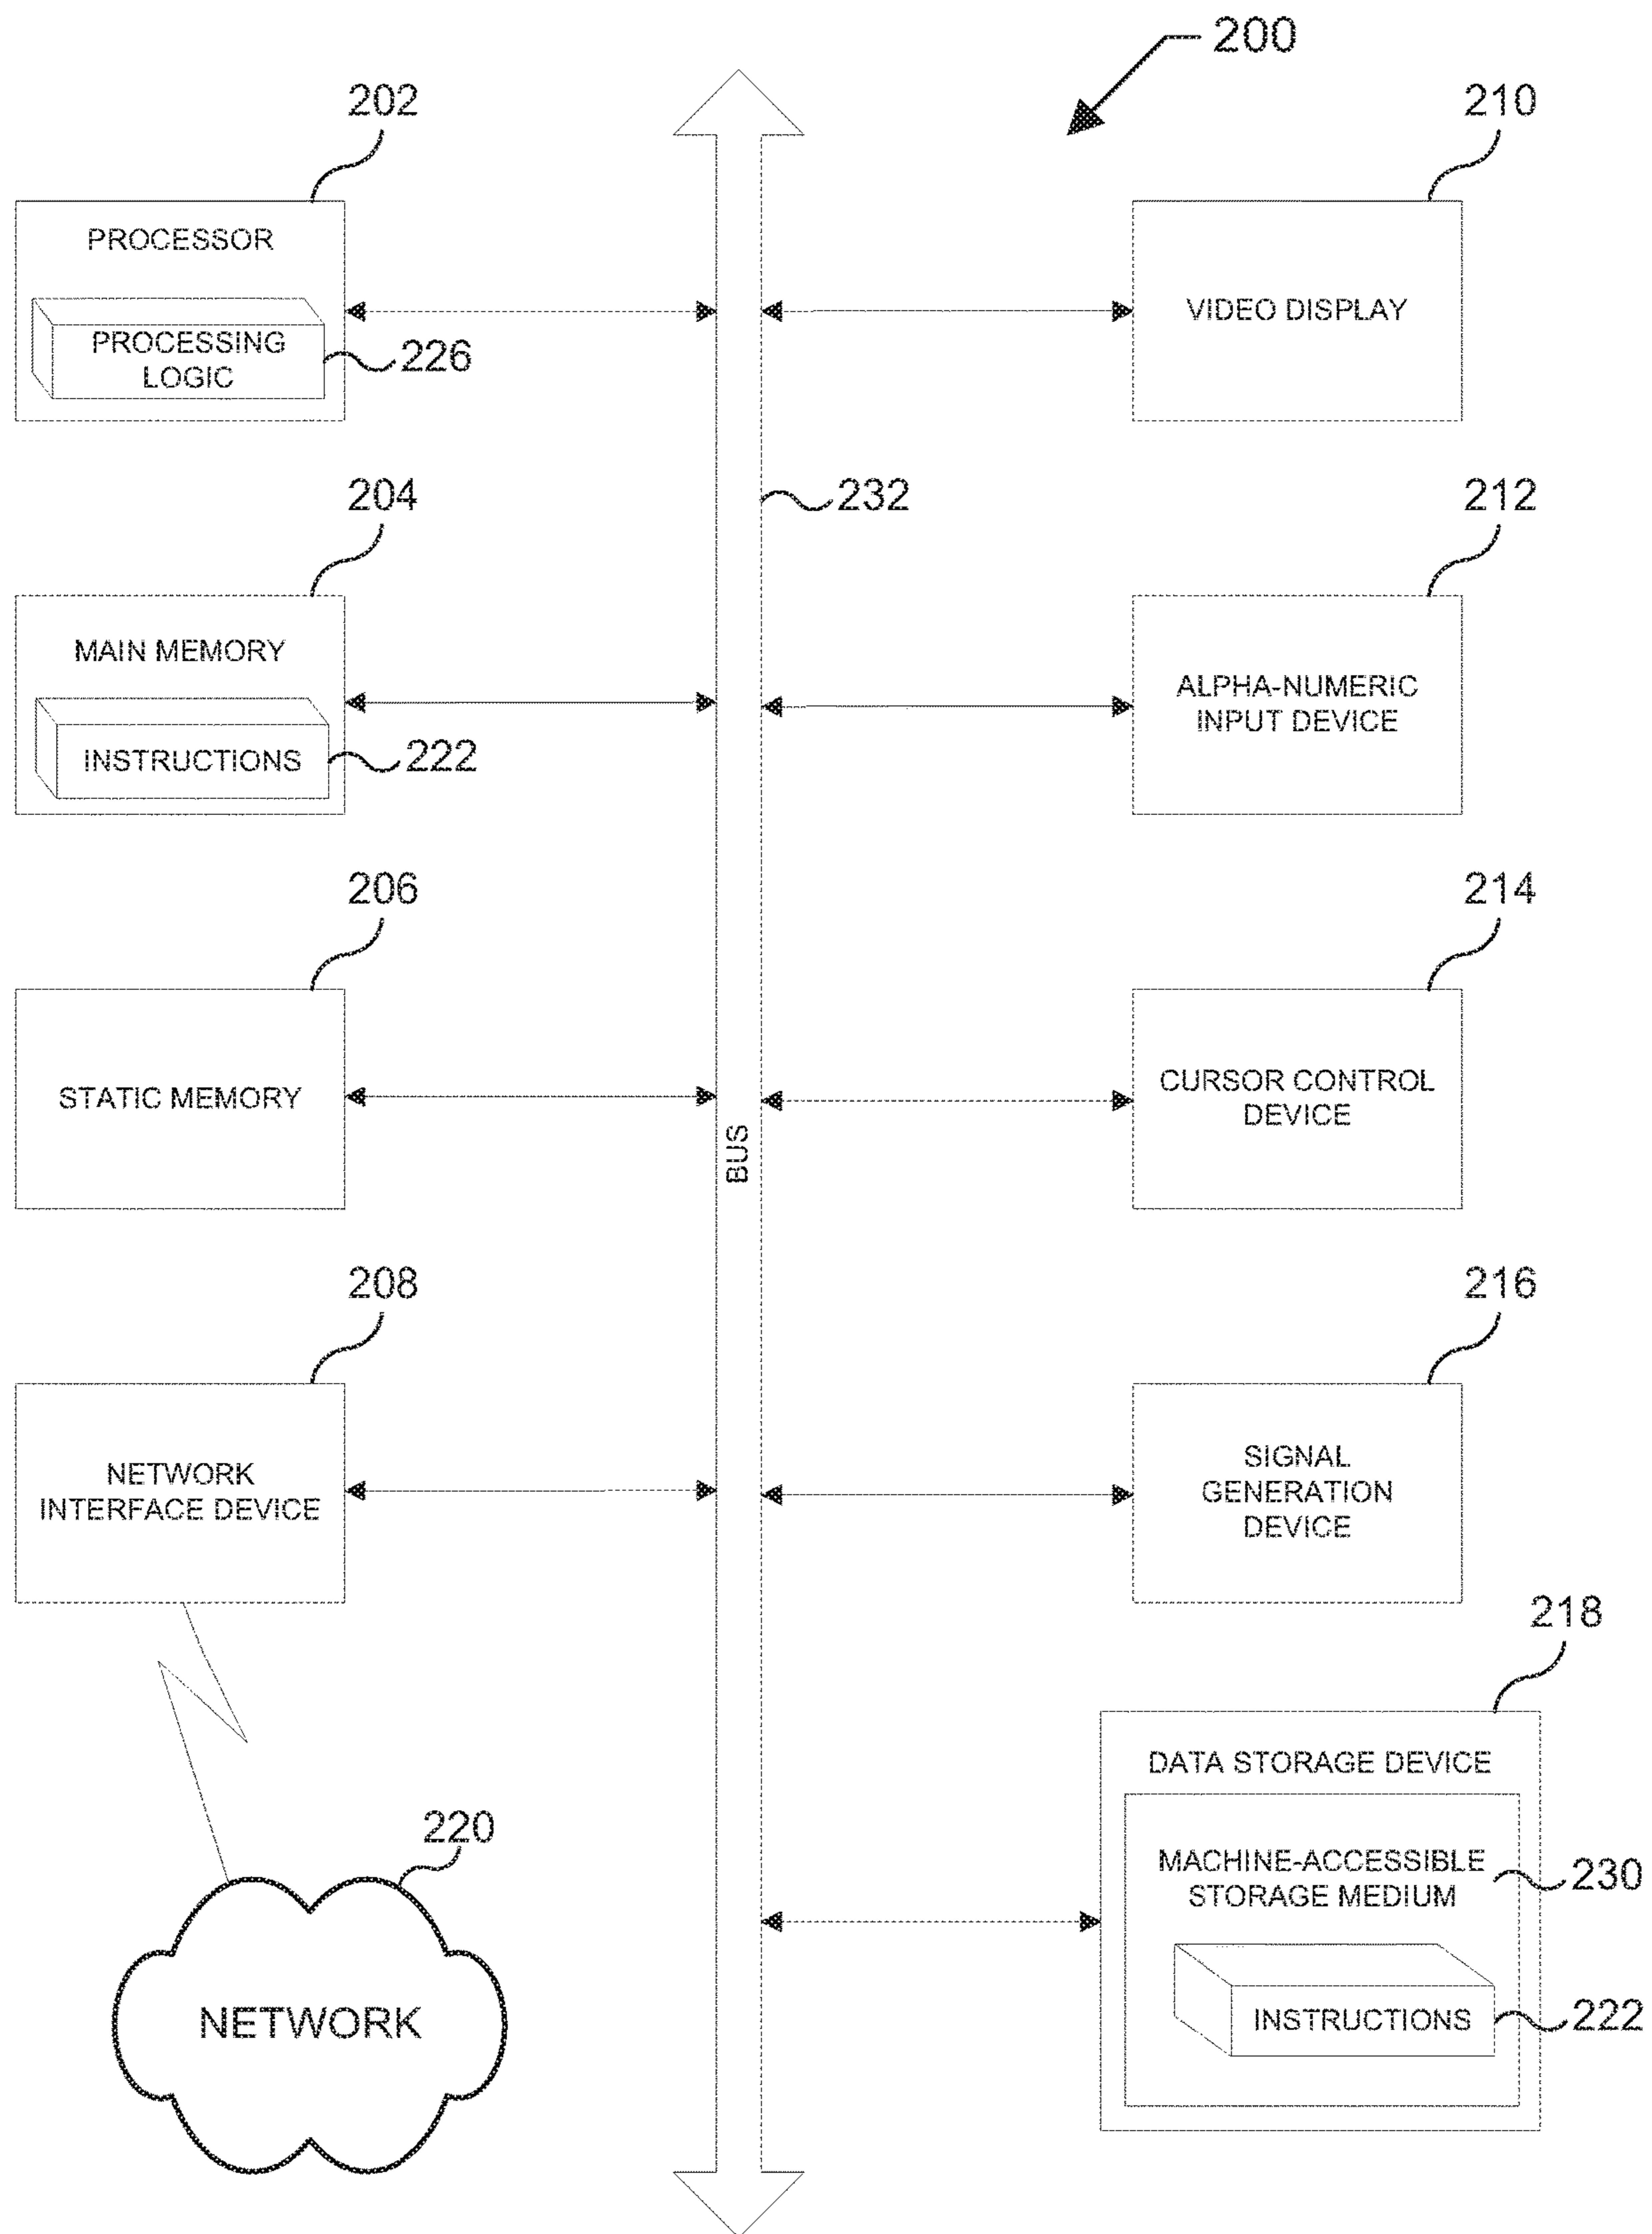 200
202
210
PROCESSOR
PROCESSING
LOGIC
226
VIDEO DISPLAY
204
232
212
MAIN MEMORY
INSTRUCTIONS
222
ALPHA-NUMERIC
INPUT DEVICE
206
214
STATIC MEMORY
BUS
CURSOR CONTROL
DEVICE
208
216
NETWORK
INTERFACE DEVICE
SIGNAL
GENERATION
DEVICE
218
DATA STORAGE DEVICE
220
MACHINE-ACCESSIBLE
STORAGE MEDIUM
230
NETWORK
INSTRUCTIONS
222